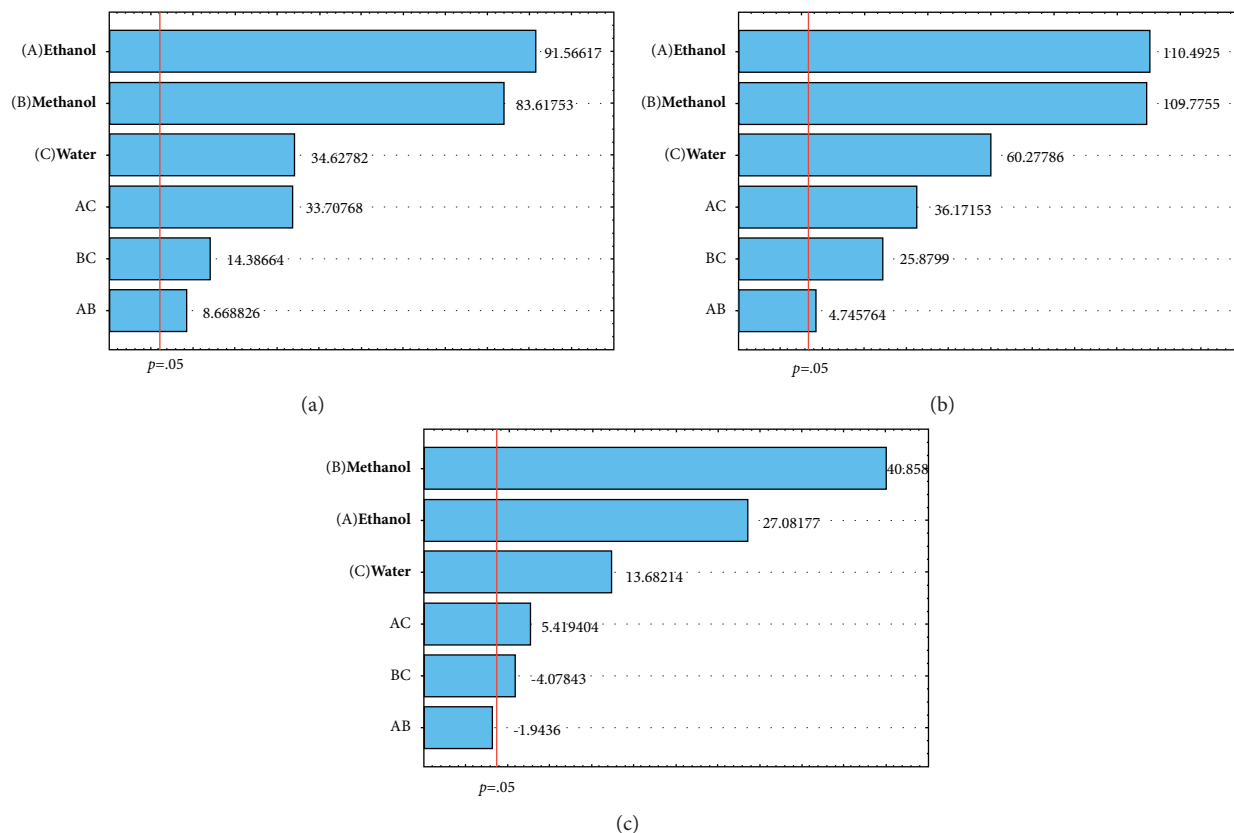 (A)Ethanol 91.56617
(B)Methanol 83.61753
(C)Water 34.62782
AC 33.70768
BC 14.38664
AB 8.668826
p=.05
(a)
(A)Ethanol 110.4925
(B)Methanol 109.7755
(C)Water 60.27786
AC 36.17153
BC 25.8799
AB 4.745764
p=.05
(b)
(B)Methanol 40.858
(A)Ethanol 27.08177
(C)Water 13.68214
AC 5.419404
BC -4.07843
AB -1.9436
p=.05
(c)